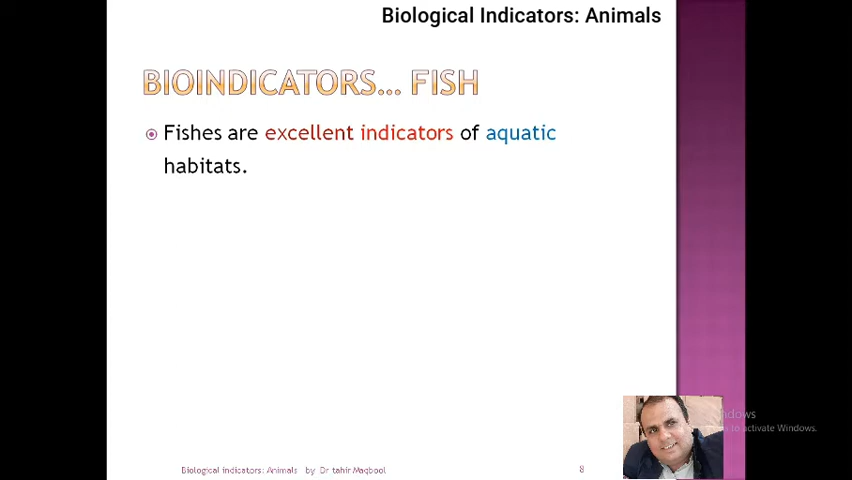 Biological Indicators: Animals
BIOINDICATORS... FISH
Fishes are excellent indicators of aquatic
habitats.
dows
to activate Windows.
Biological indicators: Animals by Dr tahir Maqbool
8